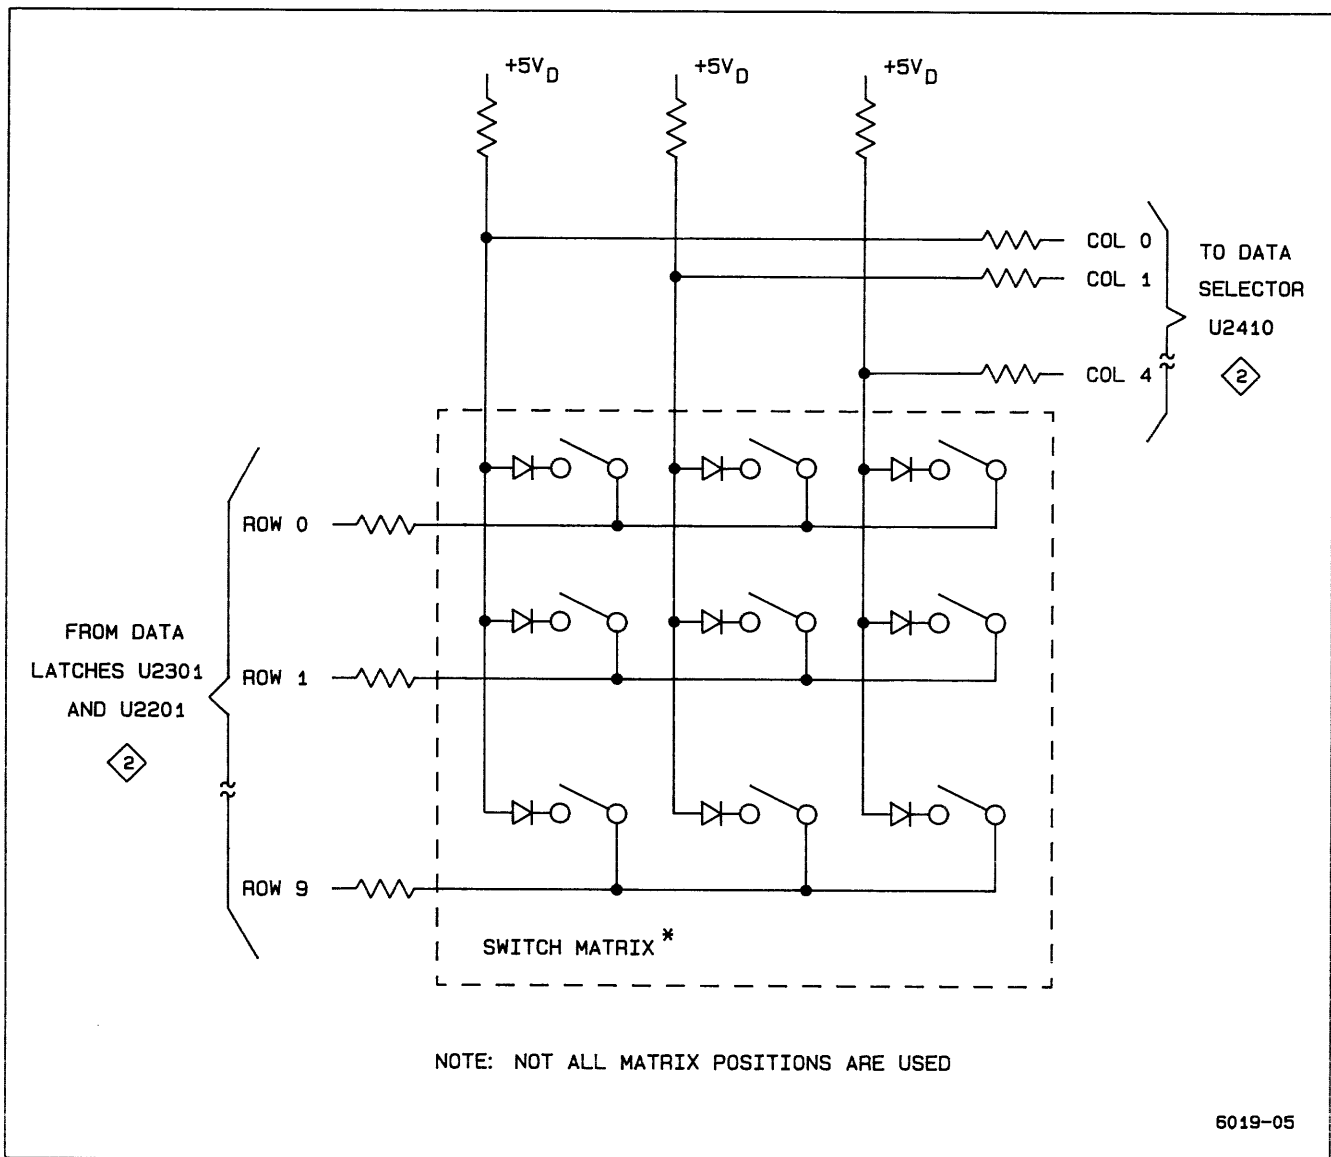 +5VD +5VD +5VD
COL 0
COL 1
COL 4
TO DATA
SELECTOR
U2410
2
ROW 0
ROW 1
ROW 9
FROM DATA
LATCHES U2301
AND U2201
2
SWITCH MATRIX*
NOTE: NOT ALL MATRIX POSITIONS ARE USED
6019-05